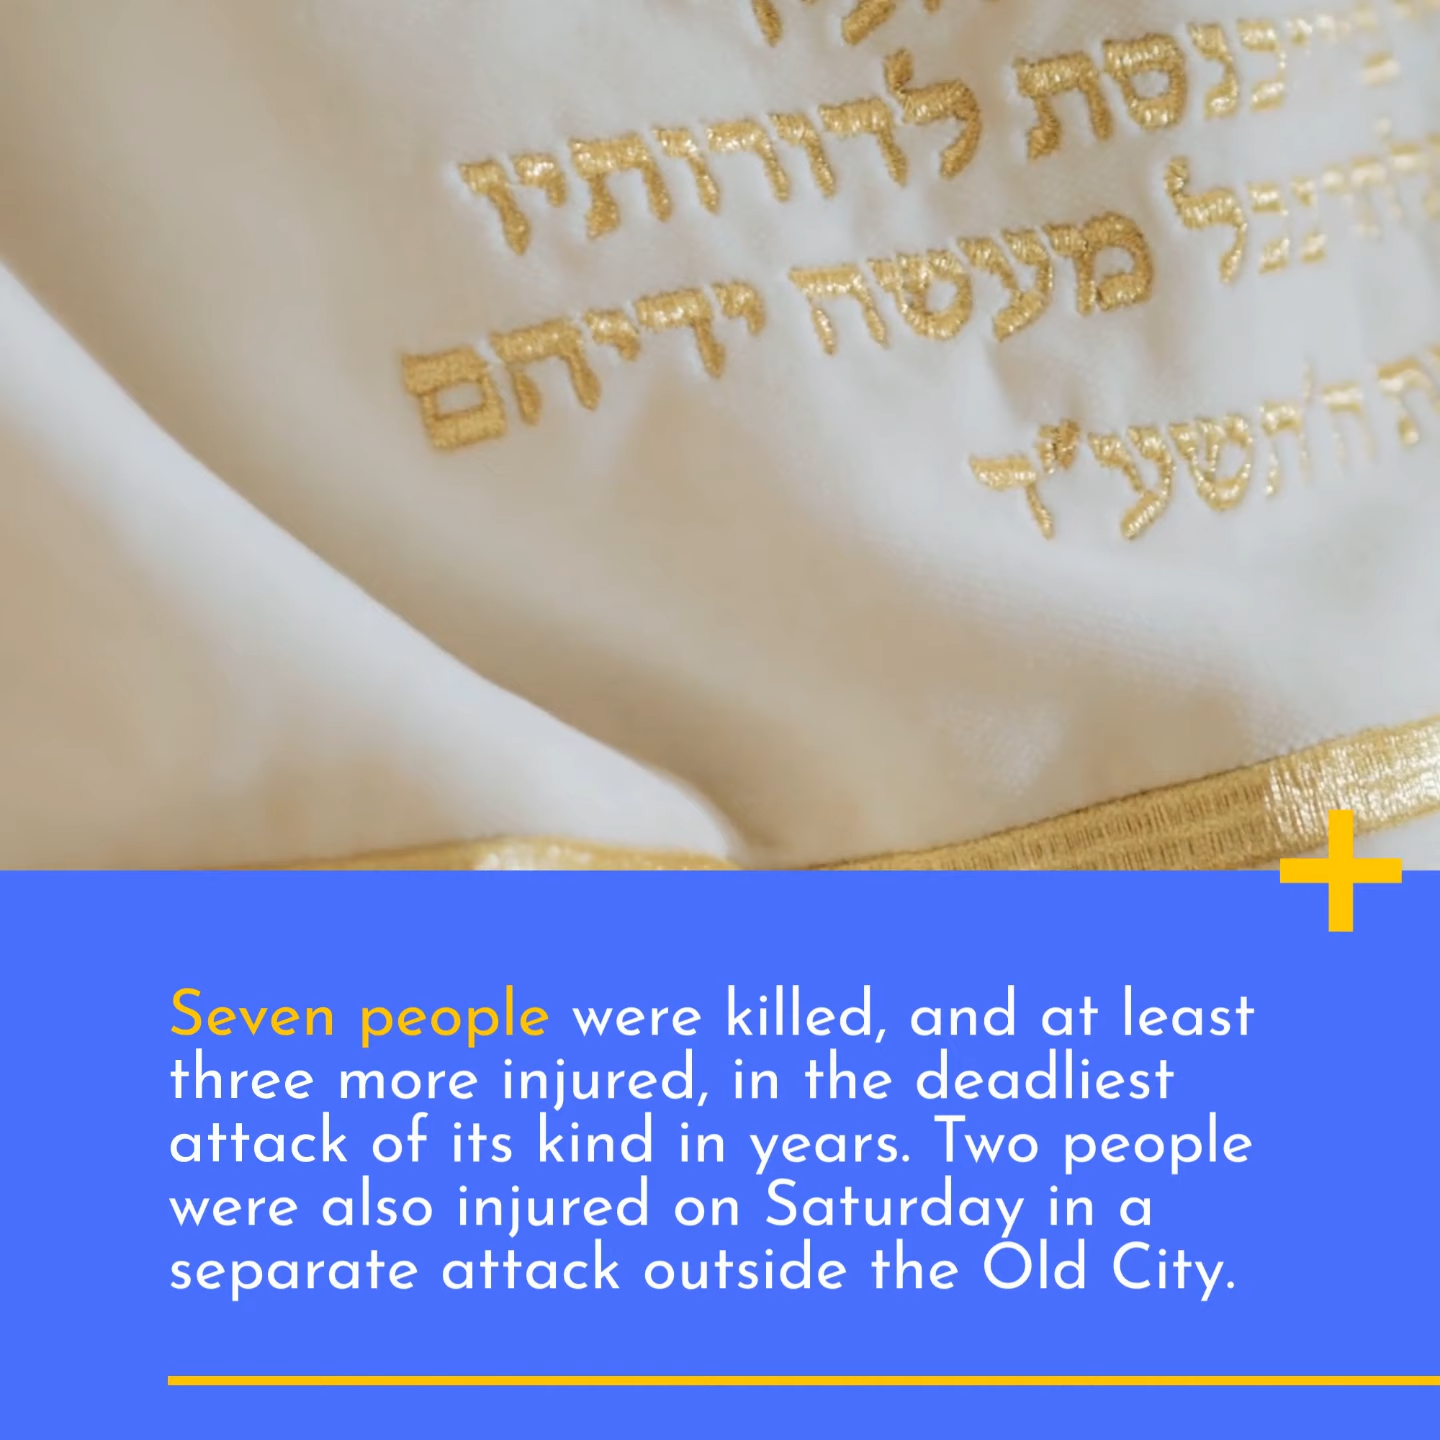 לדורותיו
מעשה ידיהם
ה'תשע״ד
Seven people were killed, and at least
three more injured, in the deadliest
attack of its kind in years. Two people
were also injured on Saturday in a
separate attack outside the Old City.